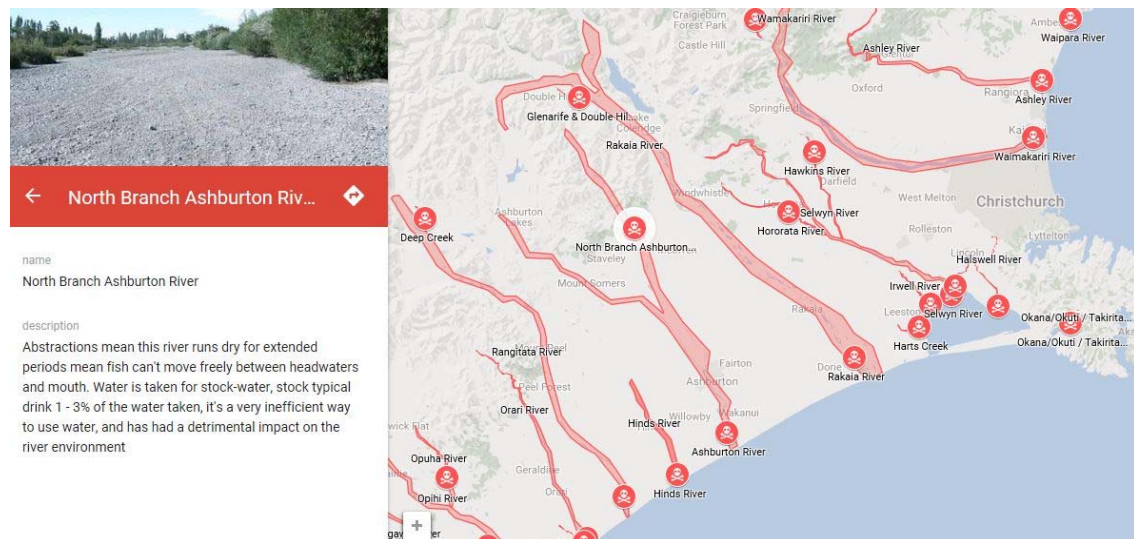 North Branch Ashburton Riv...
name
North Branch Ashburton River
description
Abstractions mean this river runs dry for extended
periods mean fish can't move freely between headwaters
and mouth. Water is taken for stock-water, stock typical
drink 1 - 3% of the water taken, it's a very inefficient way
to use water, and has had a detrimental impact on the
river environment
Craigieburn
Forest Park
Wamakariri River
Waipara River
Castle Hill
Ashley River
Oxford
Rangiora
Ashley River
Double H
Glenarife & Double Hil...
Coleridge
Springfie
Rakaia River
Waimakariri River
Hawkins River
Darfield
Windwhistle
West Melton
Christchurch
Ashburton
Lakes
Selwyn River
Hororata River
Deep Creek
Rolleston
Lyttelton
North Branch Ashburton...
Staveley
Lincoln
Halswell River
Mount Somers
Irwell River
Rakaia
Leeston
Selwyn River
Okana/Okuti / Takirita...
Harts Creek
Okana/Okuti / Takirita...
Rangitata River
Peel Forest
Fairton
Dorie
Rakaia River
Ashburton
Orari River
Willowby
Wakanui
Hinds River
Ashburton River
Opuha River
Geraldine
Opihi River
Hinds River
+